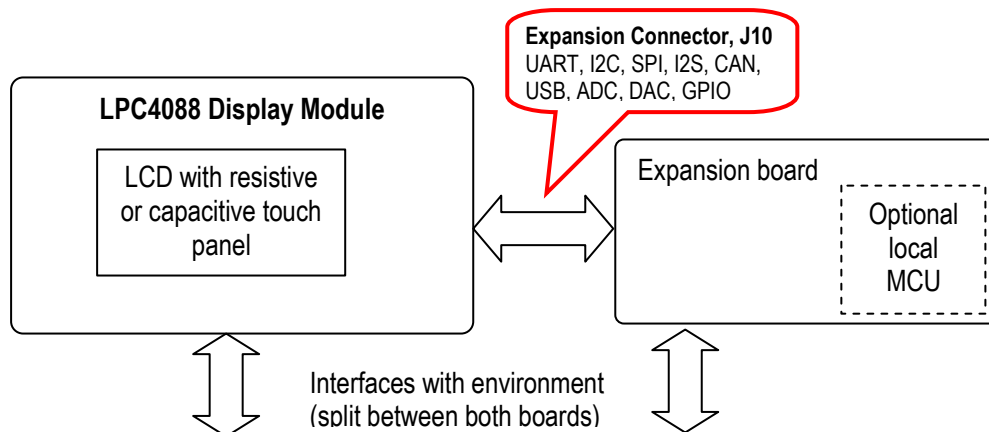 Expansion Connector, J10
UART, I2C, SPI, I2S, CAN,
USB, ADC, DAC, GPIO
LPC4088 Display Module
LCD with resistive
or capacitive touch
panel
Expansion board
Optional
local
MCU
Interfaces with environment
(split between both boards)